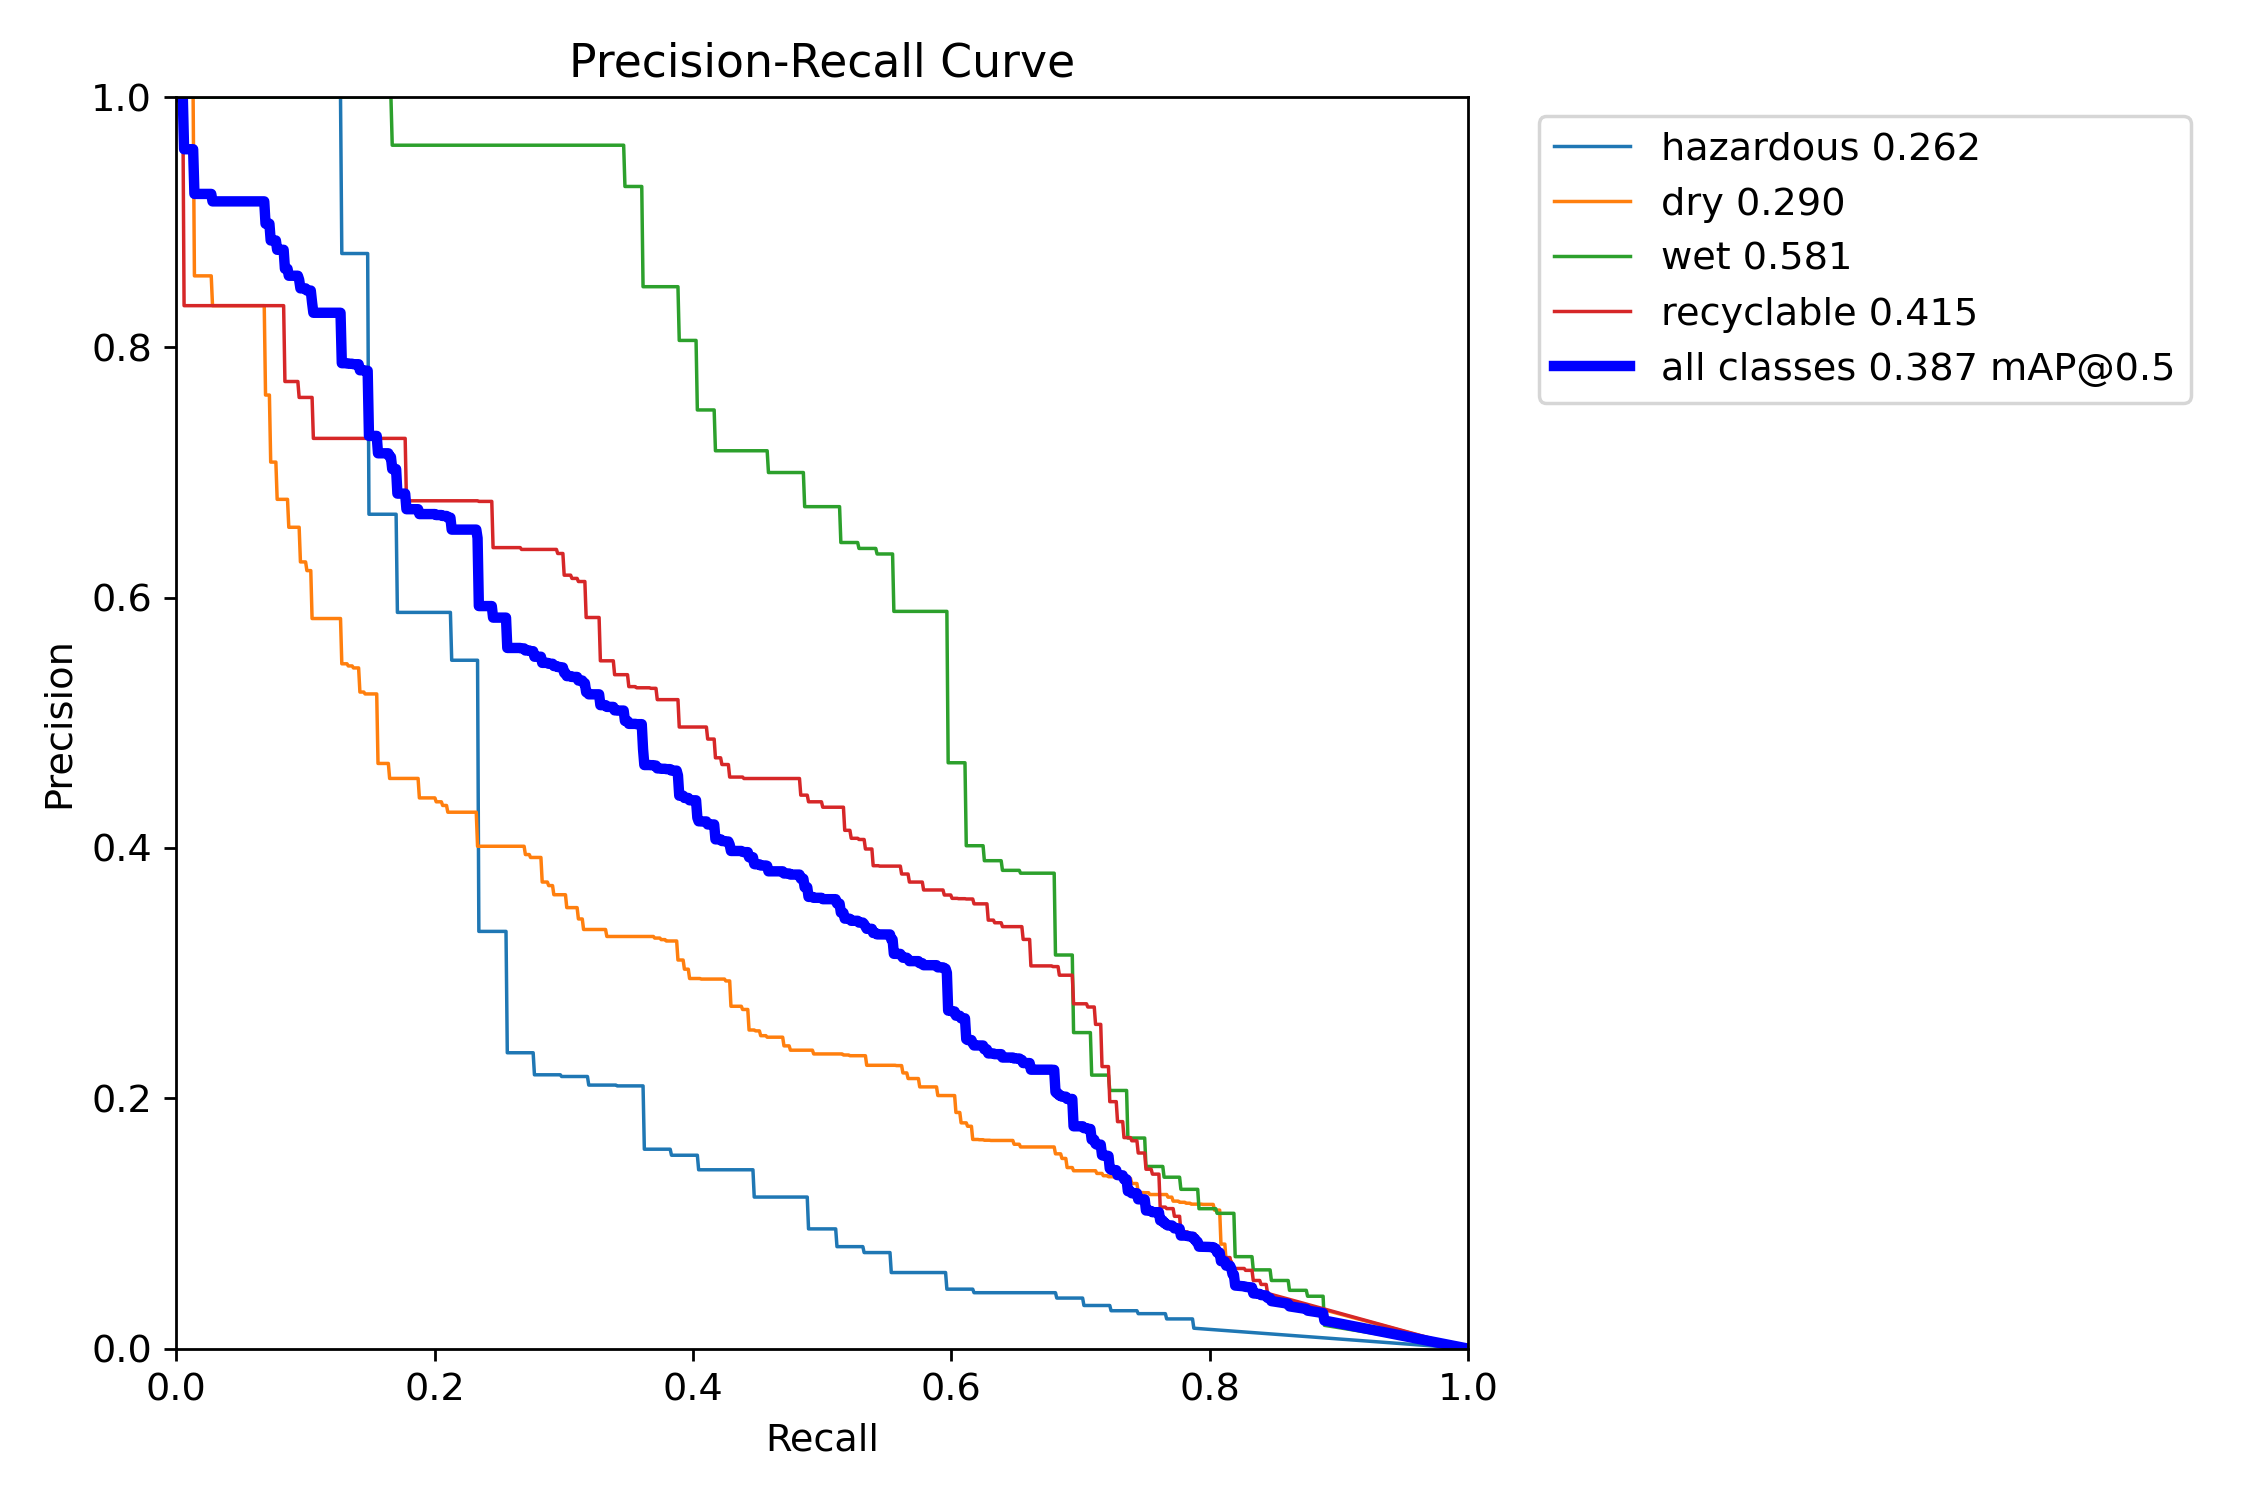 Precision-Recall Curve
1.0
0.8
0.6
0.4
0.2
0.0
Precision
0.0 0.2 0.4 0.6 0.8 1.0
Recall
hazardous 0.262
dry 0.290
wet 0.581
recyclable 0.415
all classes 0.387 mAP@0.5